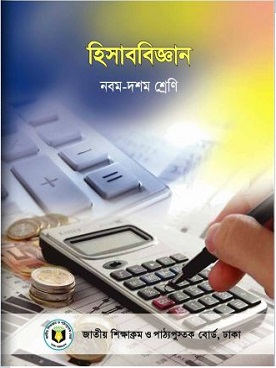 হিসাববিজ্ঞান
নবম-দশম শ্রেণি
জাতীয় শিক্ষাক্রম ও পাঠ্যপুস্তক বোর্ড, ঢাকা